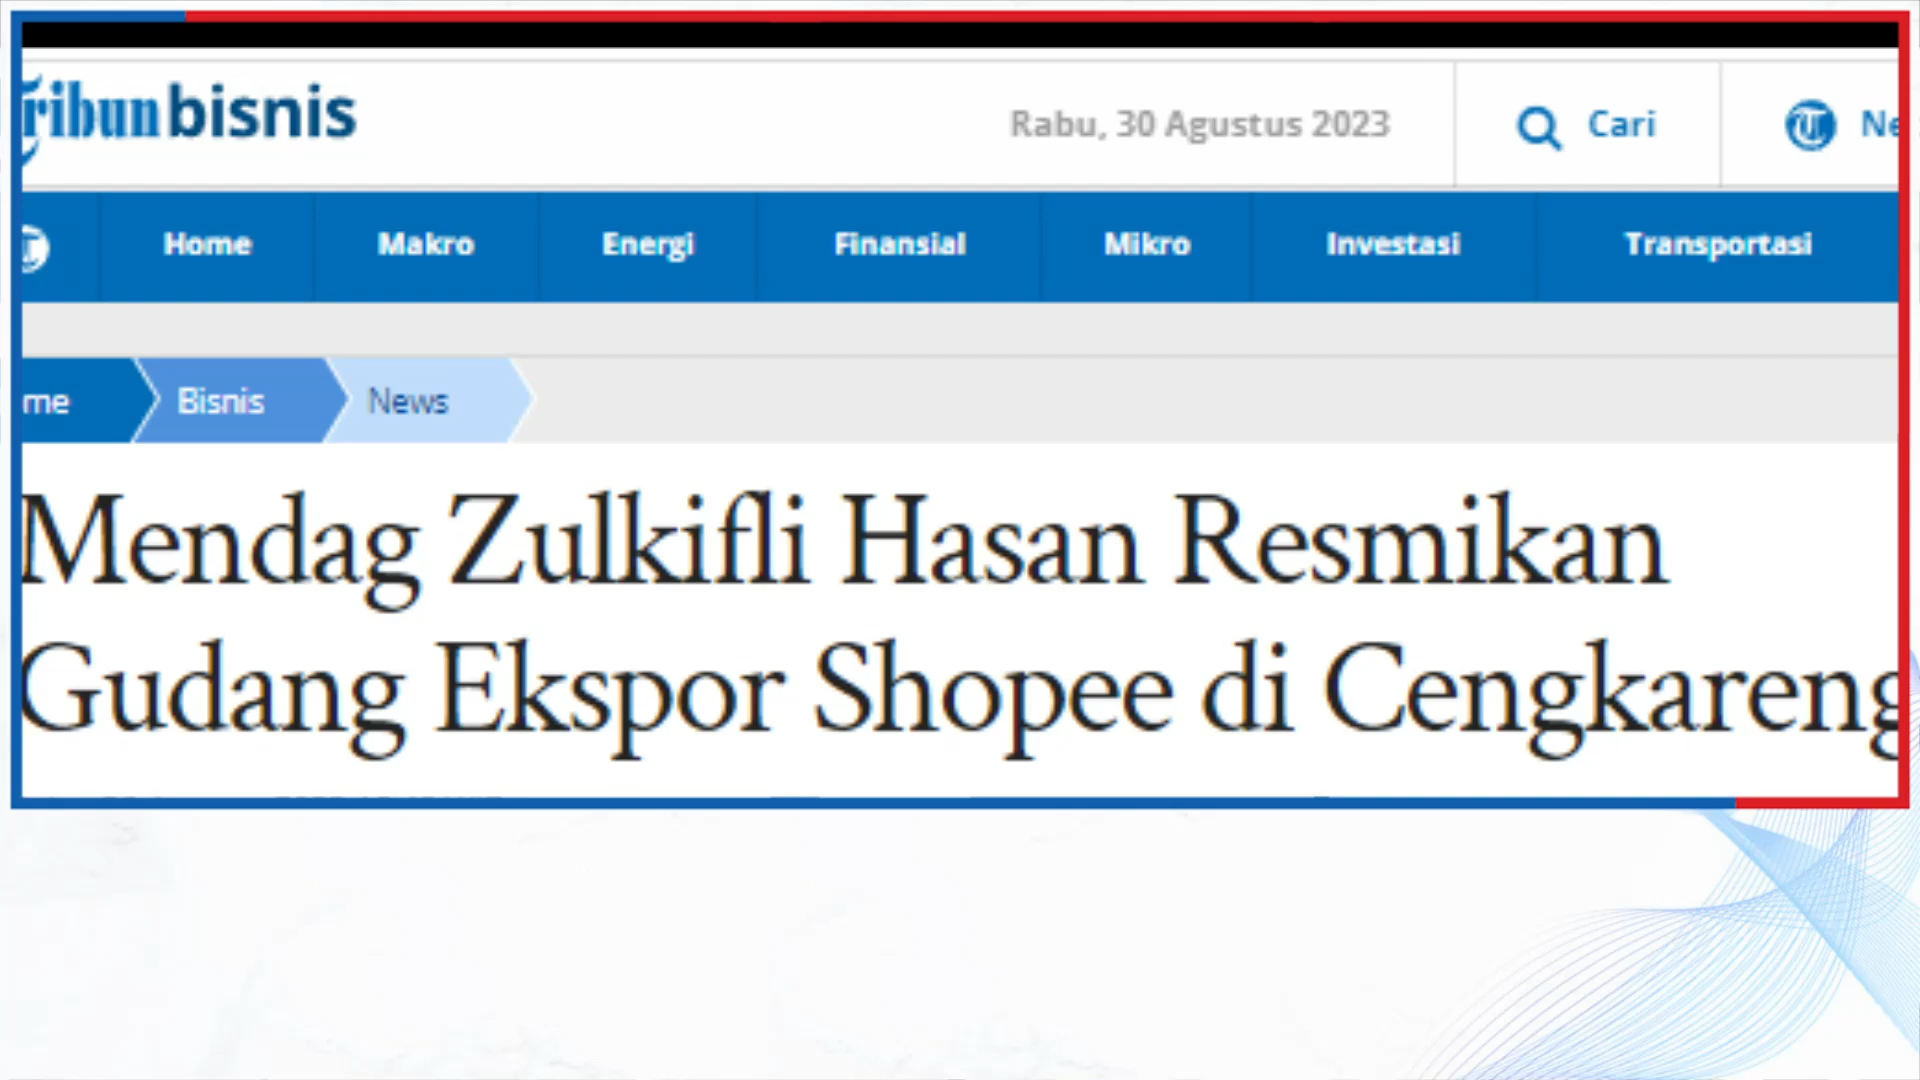 ribunbisnis
Rabu, 30 Agustus 2023
Cari
Ne
Home Makro Energi Finansial Mikro Investasi Transportasi
me Bisnis News
Mendag Zulkifli Hasan Resmikan
Gudang Ekspor Shopee di Cengkareng